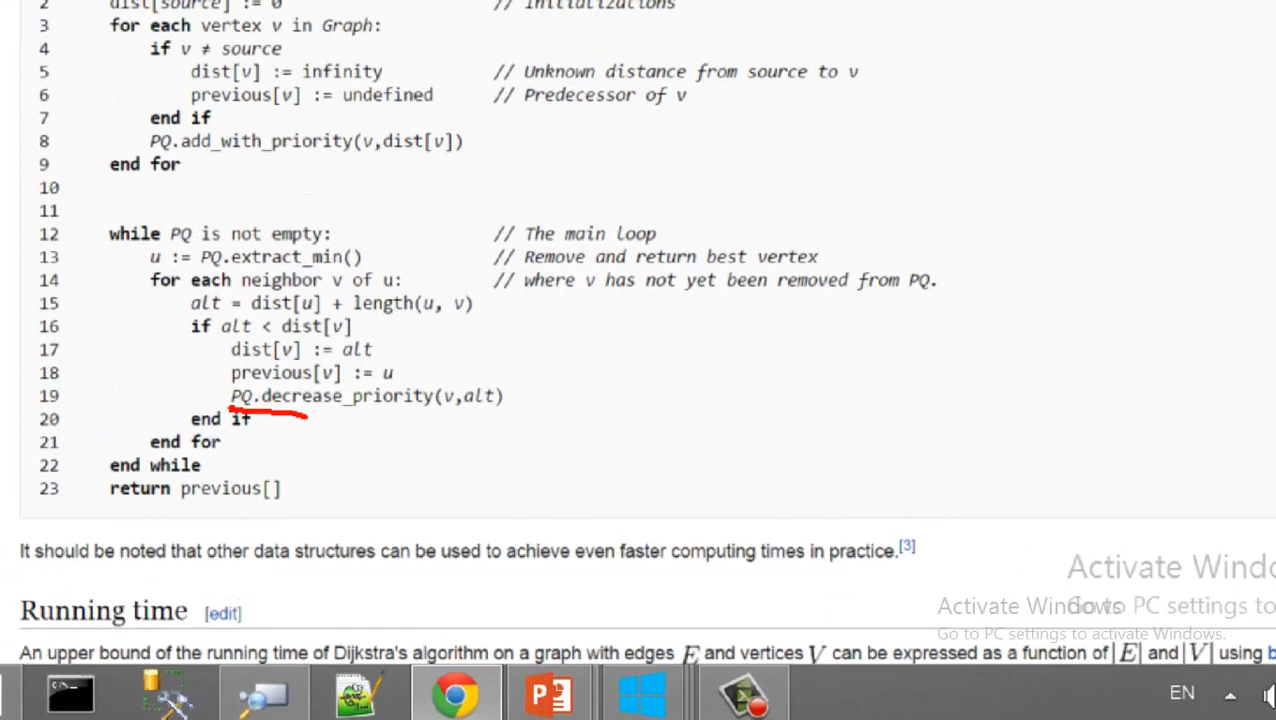 2 dist[source] := 0 // Initializations
3 for each vertex v in Graph:
4 if v ≠ source
5 dist[v] := infinity // Unknown distance from source to v
6 previous[v] := undefined // Predecessor of v
7 end if
8 PQ.add_with_priority(v,dist[v])
9 end for
10
11
12 while PQ is not empty: // The main loop
13 u := PQ.extract_min() // Remove and return best vertex
14 for each neighbor v of u: // where v has not yet been removed from PQ.
15 alt = dist[u] + length(u, v)
16 if alt < dist[v]
17 dist[v] := alt
18 previous[v] := u
19 PQ.decrease_priority(v,alt)
20 end if
21 end for
22 end while
23 return previous[]
It should be noted that other data structures can be used to achieve even faster computing times in practice.[3]
Activate Windo
Running time [edit]
Activate Windows
Go to PC settings to
Go to PC settings to activate Windows.
An upper bound of the running time of Dijkstra's algorithm on a graph with edges E and vertices V can be expressed as a function of |E| and |V| using b
EN